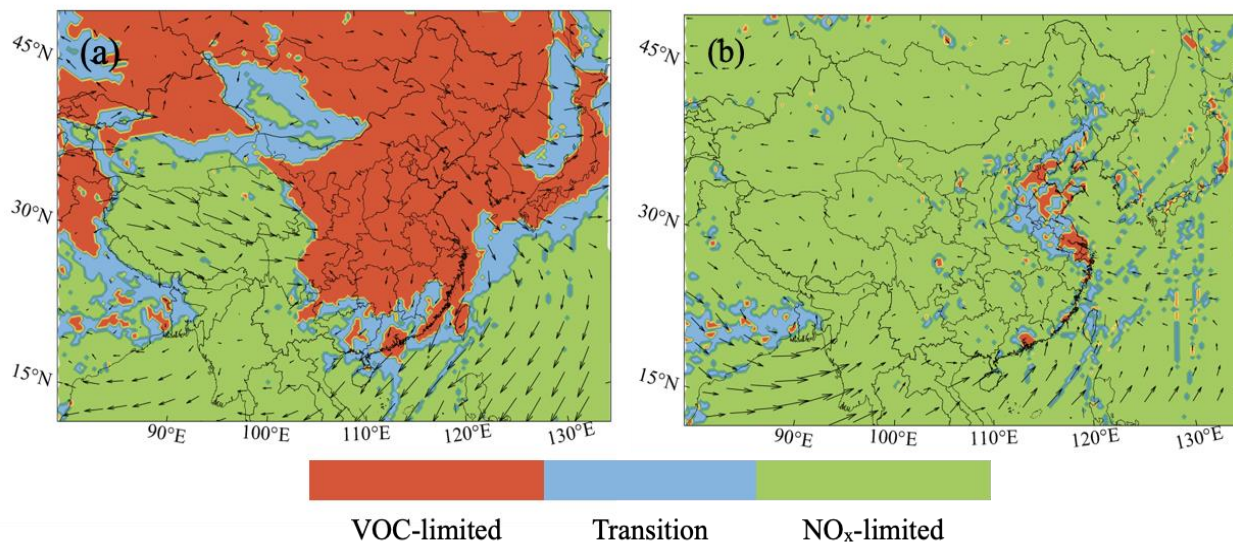 (a)
(b)
45°N
30°N
15°N
90°E
100°E
110°E
120°E
130°E
45°N
30°N
15°N
90°E
100°E
110°E
120°E
130°E
VOC-limited
Transition
NOₓ-limited